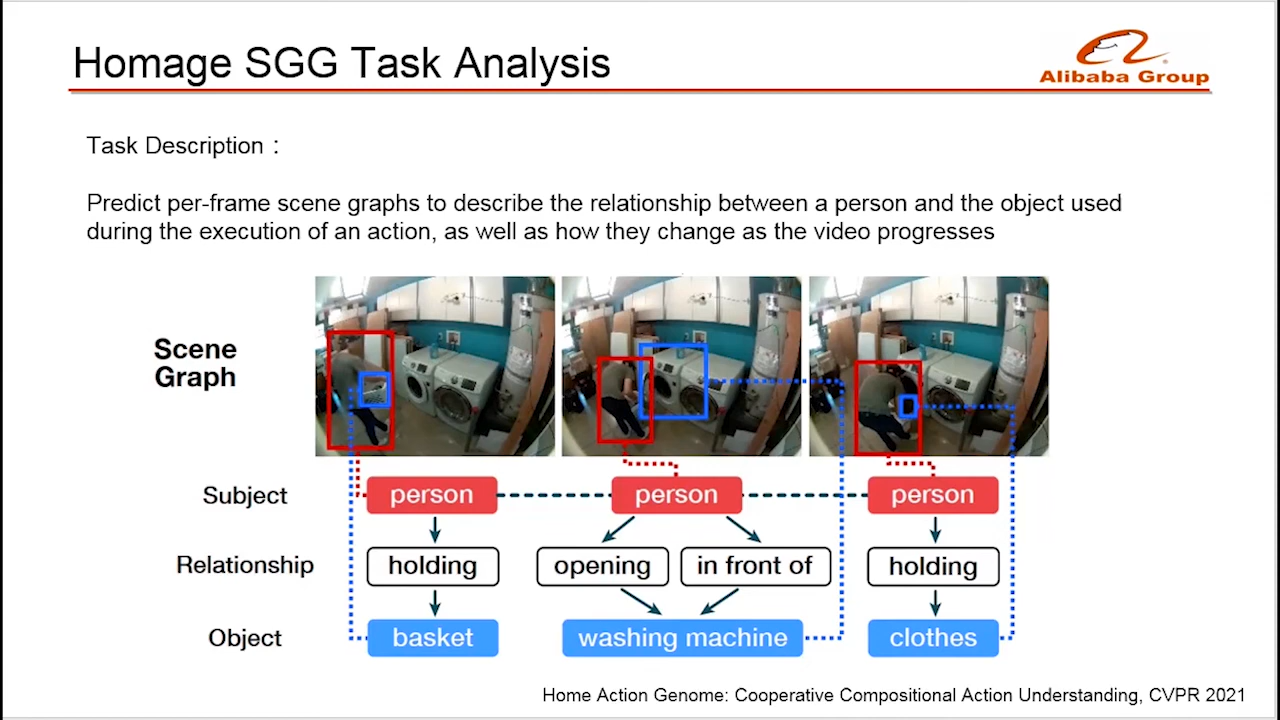 Homage SGG Task Analysis
Alibaba Group
Task Description：
Predict per-frame scene graphs to describe the relationship between a person and the object used
during the execution of an action, as well as how they change as the video progresses
Scene
Graph
Subject
person
person
person
Relationship
holding
opening
in front of
holding
Object
basket
washing machine
clothes
Home Action Genome: Cooperative Compositional Action Understanding, CVPR 2021